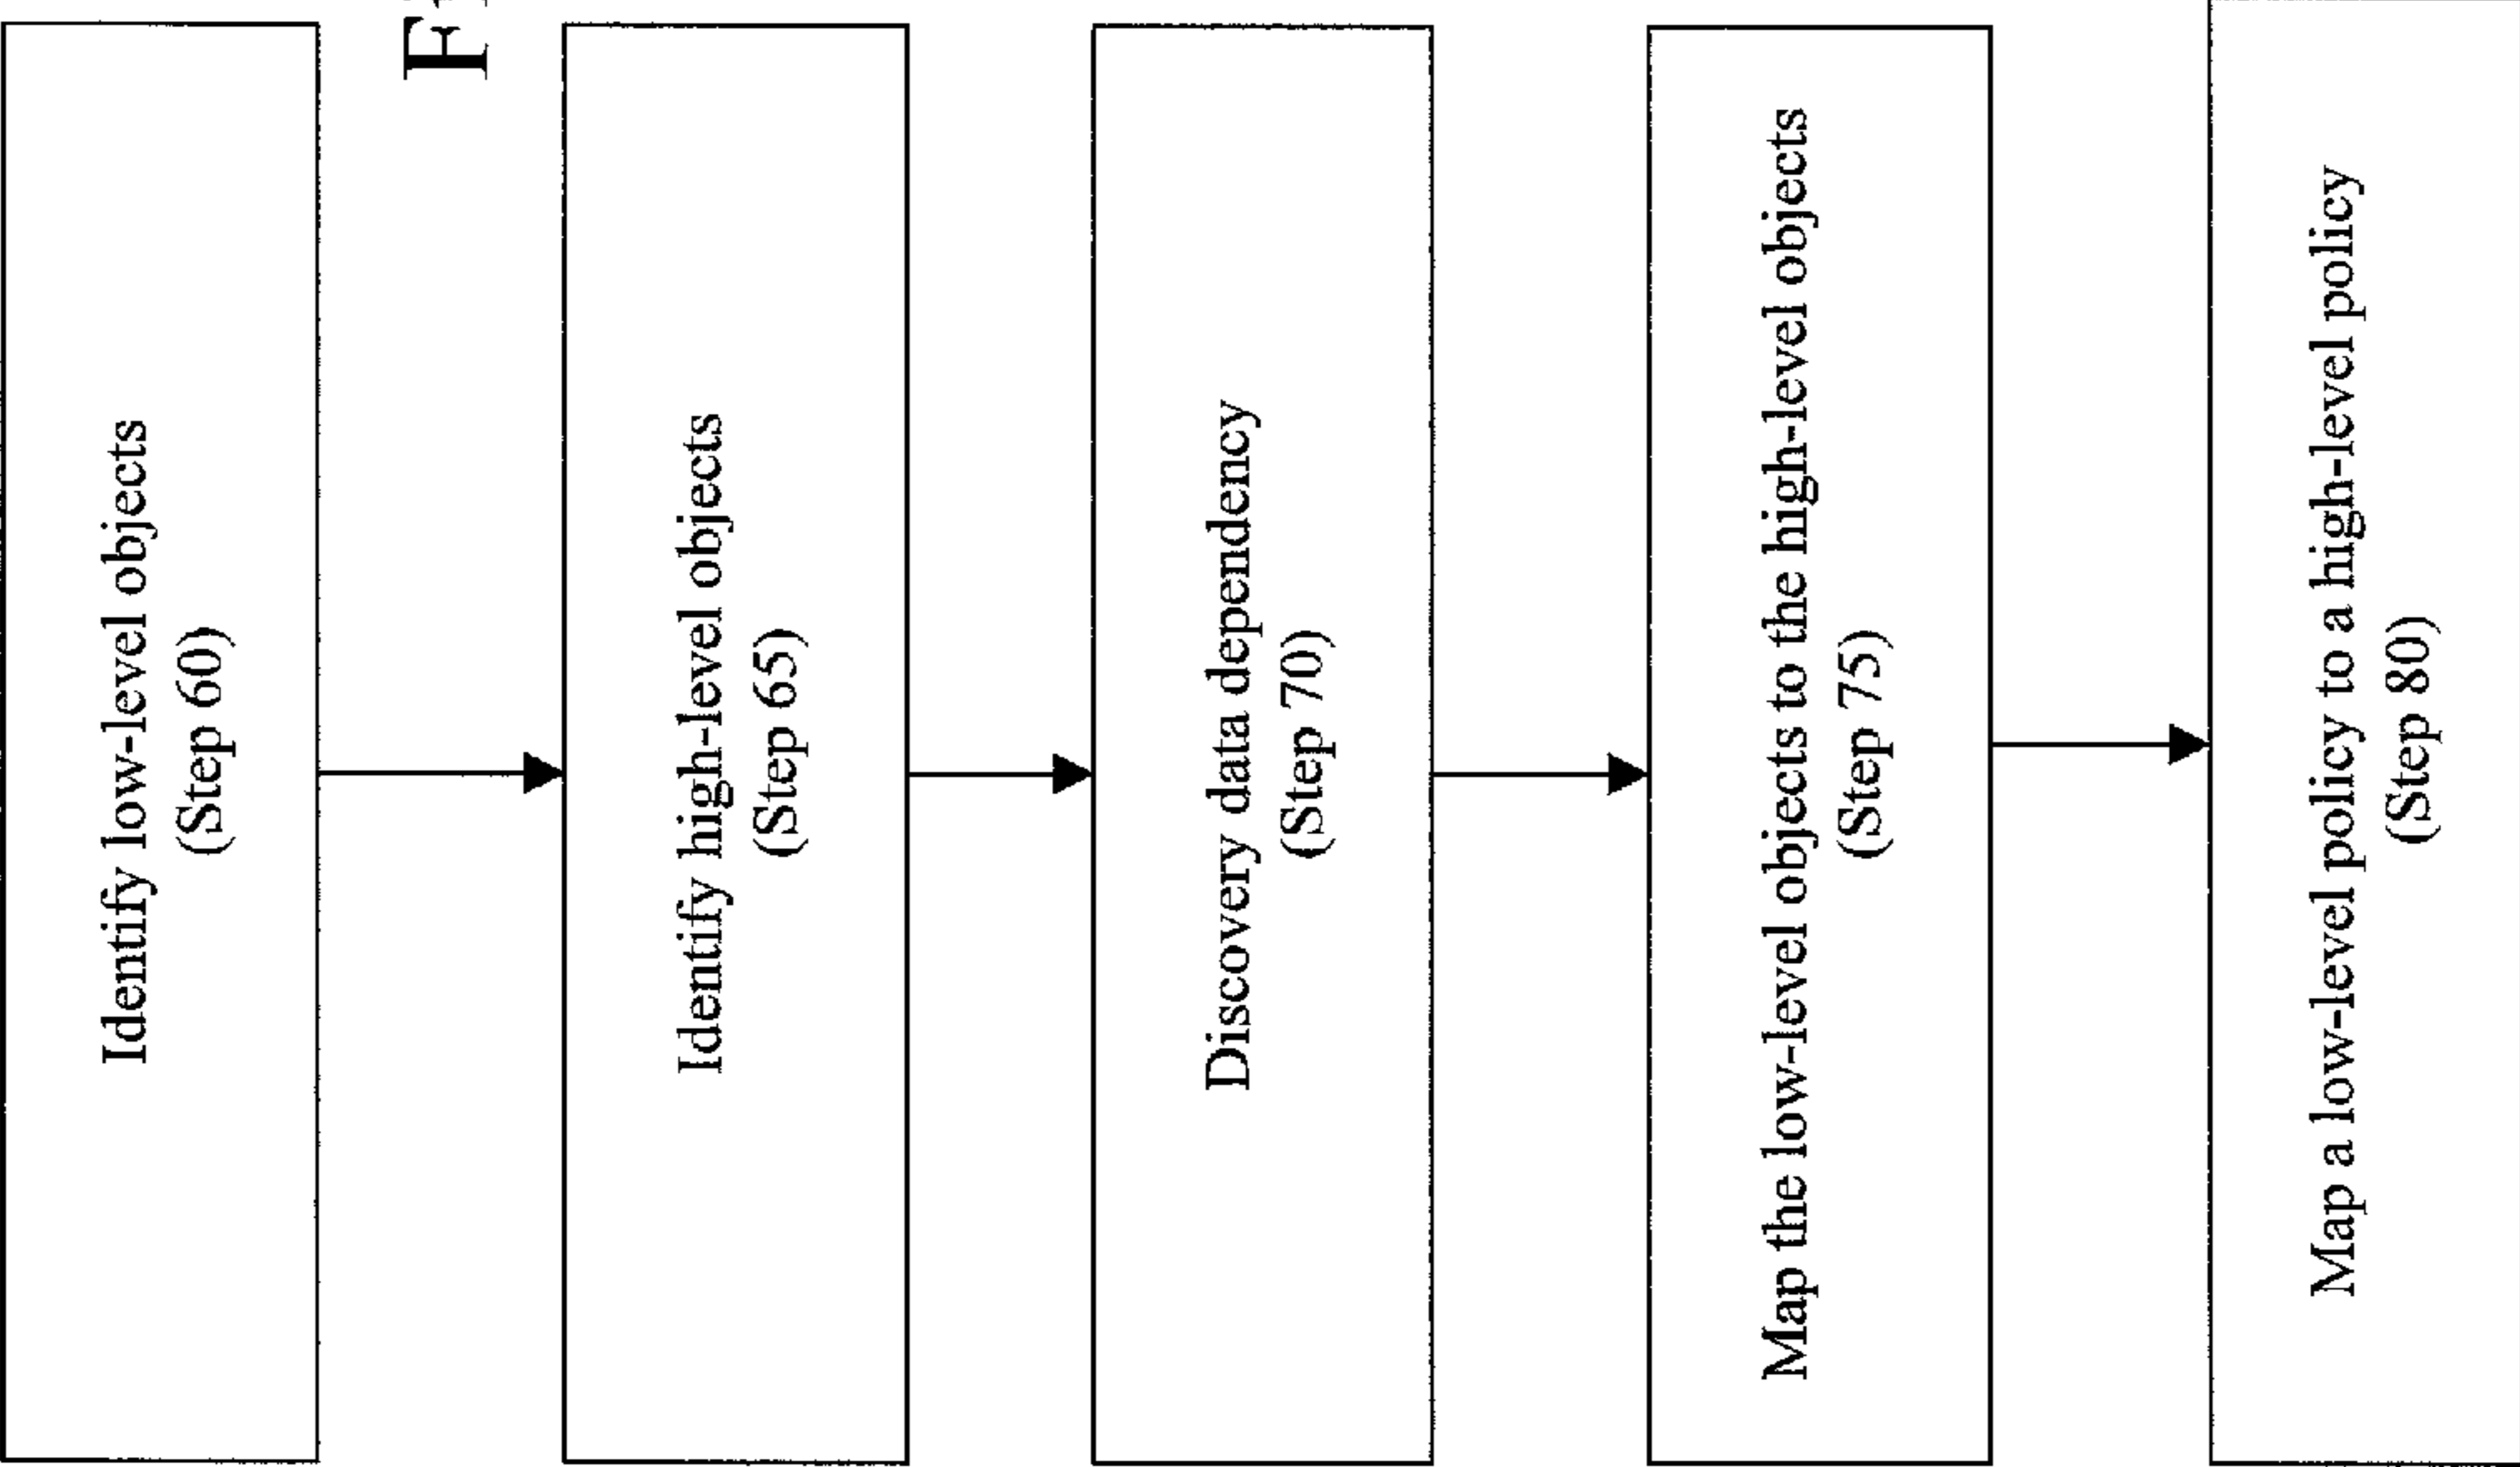 Identify low-level objects
(Step 60)
Identify high-level objects
(Step 65)
Discovery data dependency
(Step 70)
Map the low-level objects to the high-level objects
(Step 75)
Map a low-level policy to a high-level policy
(Step 80)